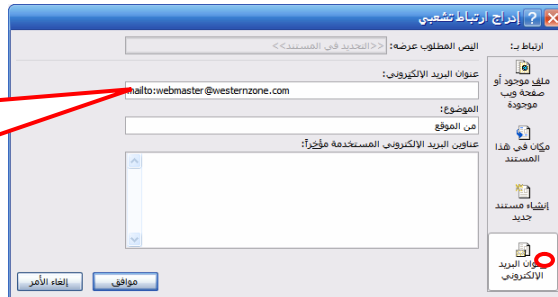 إدراج ارتباط تشعبي
ارتباط بـ:
النص المطلوب عرضه:
<<التحديد في المستند>>
ملف موجود أو
صفحة ويب
موجودة
مكان في هذا
المستند
إنشاء مستند
جديد
عنوان البريد
الإلكتروني
عنوان البريد الإلكتروني:
mailto:webmaster@westernzone.com
الموضوع:
من الموقع
عناوين البريد الإلكتروني المستخدمة مؤخراً:
موافق
إلغاء الأمر